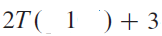 2T( 1 ) + 3